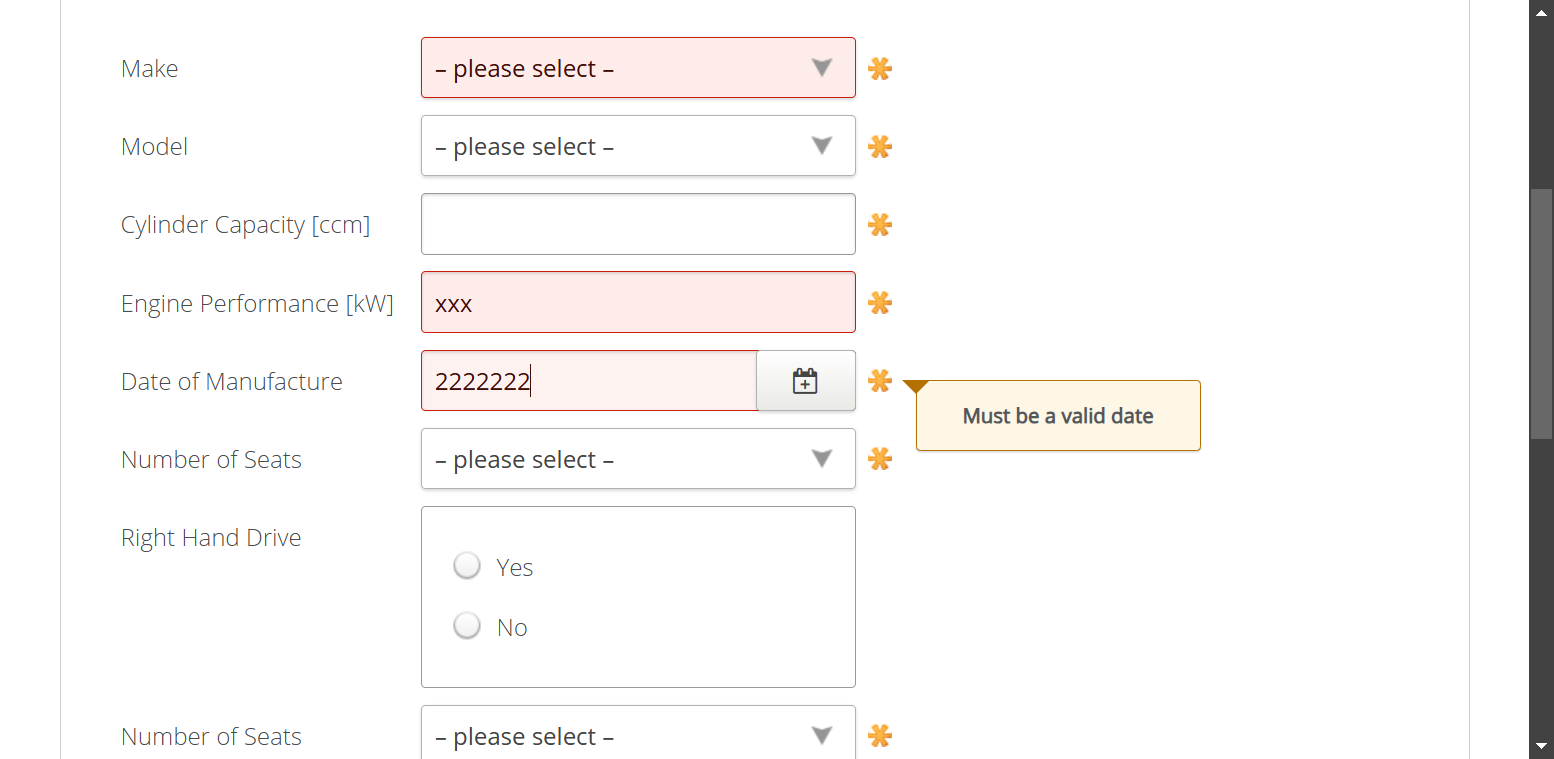 Make
– please select –
Model
– please select –
Cylinder Capacity [ccm]
Engine Performance [kW]
xxx
Date of Manufacture
2222222
Must be a valid date
Number of Seats
– please select –
Right Hand Drive
Yes
No
Number of Seats
– please select –